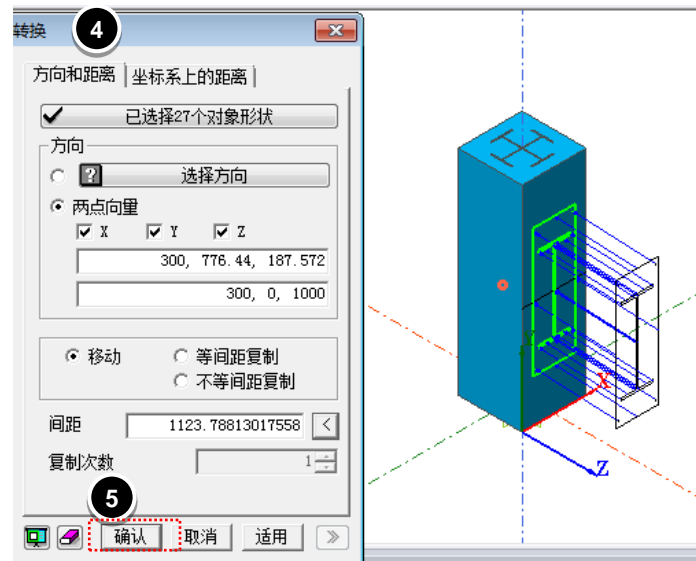 转换
4
方向和距离
坐标系上的距离
已选择27个对象形状
方向
? 选择方向
两点向量
X Y Z
300, 776.44, 187.572
300, 0, 1000
移动 等间距复制
不等间距复制
间距 1123.78813017558 <
复制次数 1
5
确认 取消 适用 >>
X
Y
Z